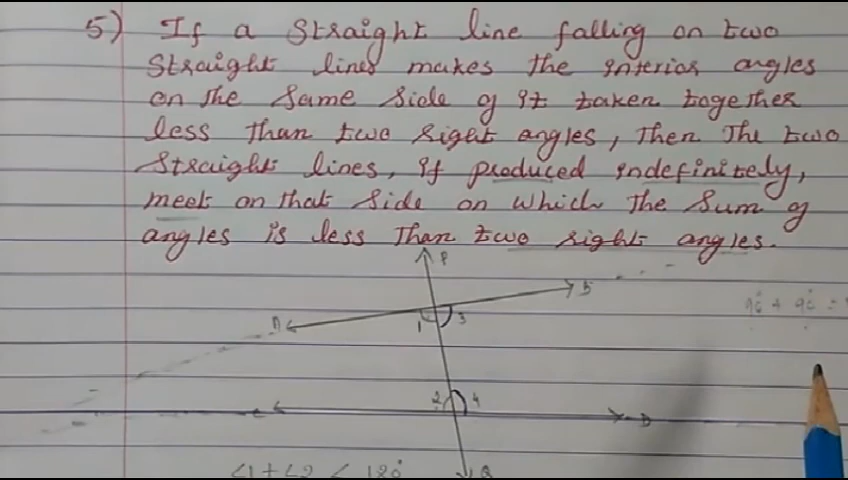 5) If a straight line falling on two
straight lines makes the interior angles
on the same side of it taken together
less than two right angles, then the two
straight lines, if produced indefinitely,
meet on that side on which the sum of
angles is less than two right angles.
P
A B
1 3
90° + 90° =
2 4
C D
∠1 + ∠2 < 180°
Q